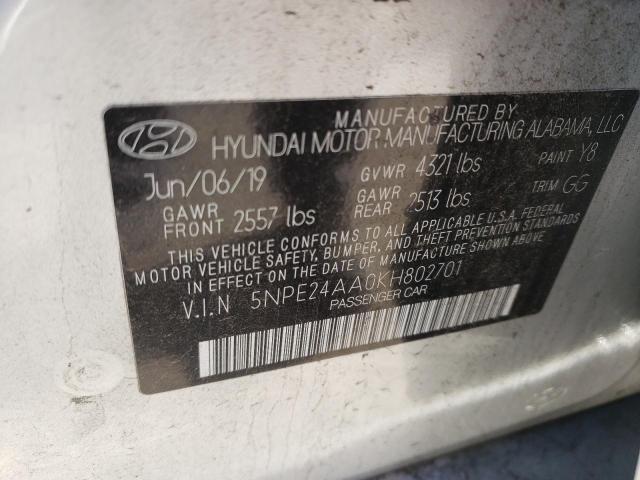 MANUFACTURED BY
HYUNDAI MOTOR MANUFACTURING ALABAMA, LLC
Jun/06/19 GVWR 4321 lbs PAINT Y8
GAWR FRONT 2557 lbs GAWR REAR 2513 lbs TRIM GG
THIS VEHICLE CONFORMS TO ALL APPLICABLE U.S.A. FEDERAL
MOTOR VEHICLE SAFETY, BUMPER, AND THEFT PREVENTION STANDARDS
IN EFFECT ON THE DATE OF MANUFACTURE SHOWN ABOVE
V.I.N 5NPE24AA0KH802701
PASSENGER CAR